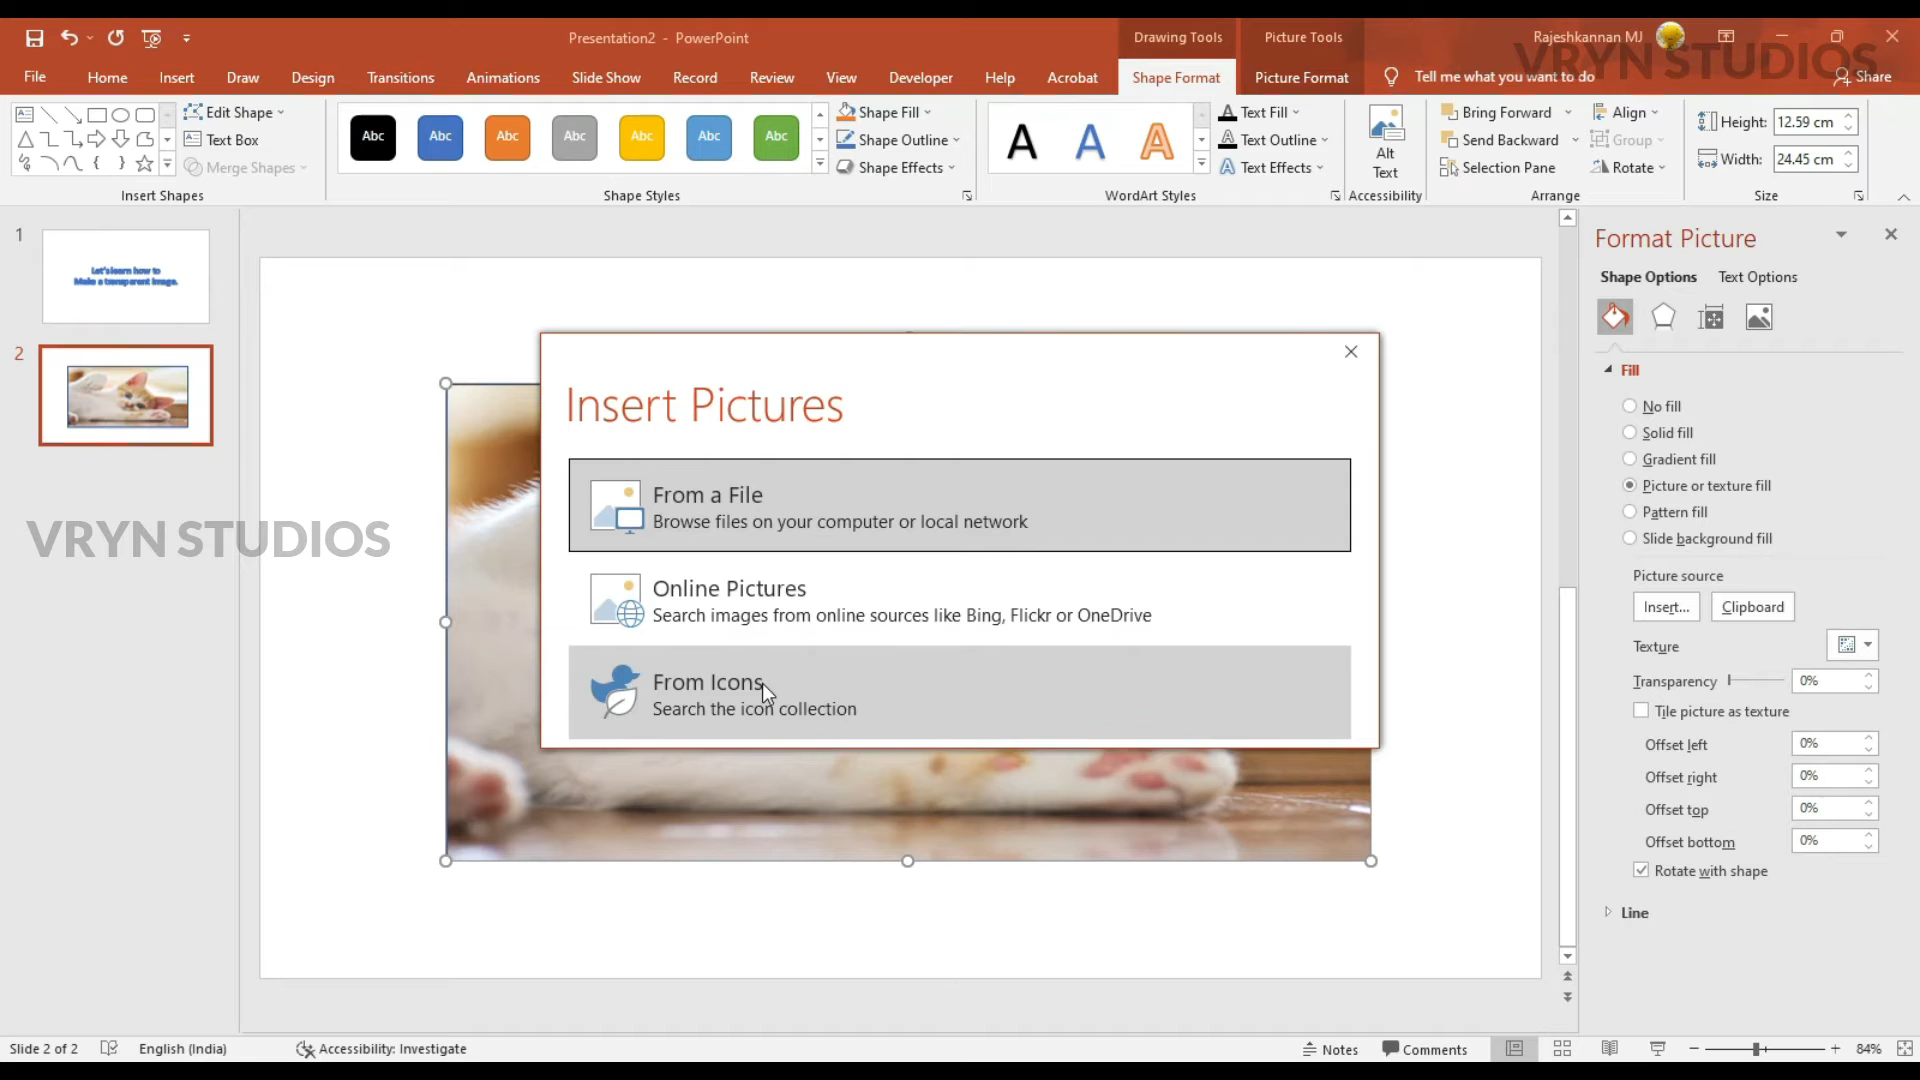 Presentation2 - PowerPoint
Drawing Tools
Picture Tools
Rajeshkannan MJ
VRYN STUDIOS
File
Home
Insert
Draw
Design
Transitions
Animations
Slide Show
Record
Review
View
Developer
Help
Acrobat
Shape Format
Picture Format
Tell me what you want to do
Share
Edit Shape
Text Box
Merge Shapes
Insert Shapes
Abc
Abc
Abc
Abc
Abc
Abc
Abc
Shape Fill
Shape Outline
Shape Effects
Shape Styles
A
A
A
Text Fill
Text Outline
Text Effects
WordArt Styles
Alt
Text
Accessibility
Bring Forward
Send Backward
Selection Pane
Align
Group
Rotate
Arrange
Height: 12.59 cm
Width: 24.45 cm
Size
1
Let's learn how to
Make a transparent image.
2
VRYN STUDIOS
Insert Pictures
From a File
Browse files on your computer or local network
Online Pictures
Search images from online sources like Bing, Flickr or OneDrive
From Icons
Search the icon collection
Format Picture
Shape Options
Text Options
Fill
No fill
Solid fill
Gradient fill
Picture or texture fill
Pattern fill
Slide background fill
Picture source
Insert...
Clipboard
Texture
Transparency
0%
Tile picture as texture
Offset left
0%
Offset right
0%
Offset top
0%
Offset bottom
0%
Rotate with shape
Line
Slide 2 of 2
English (India)
Accessibility: Investigate
Notes
Comments
84%